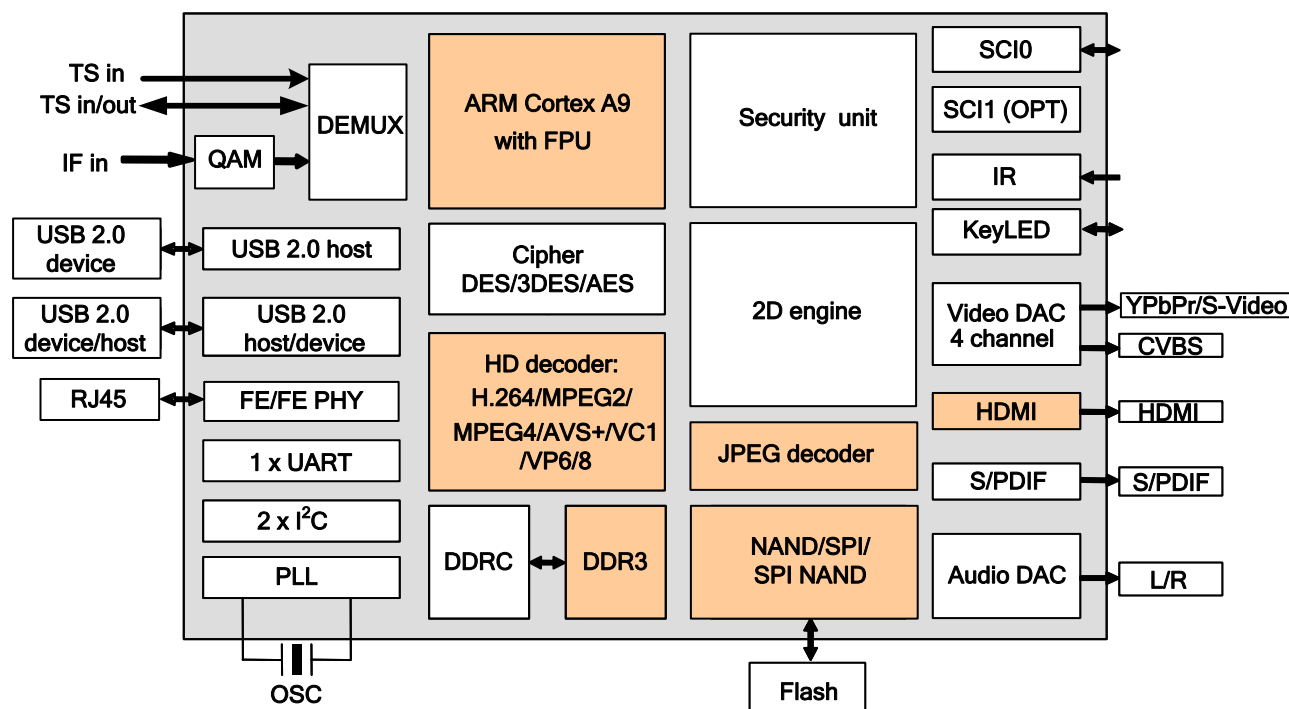 TS in
TS in/out
IF in
QAM
DEMUX
USB 2.0
device
USB 2.0 host
USB 2.0
device/host
USB 2.0
host/device
RJ45
FE/FE PHY
1 x UART
2 x I²C
PLL
OSC
ARM Cortex A9
with FPU
Cipher
DES/3DES/AES
HD decoder:
H.264/MPEG2/
MPEG4/AVS+/VC1
/VP6/8
DDRC
DDR3
Security unit
2D engine
JPEG decoder
NAND/SPI/
SPI NAND
Flash
SCI0
SCI1 (OPT)
IR
KeyLED
Video DAC
4 channel
YPbPr/S-Video
CVBS
HDMI
HDMI
S/PDIF
S/PDIF
Audio DAC
L/R